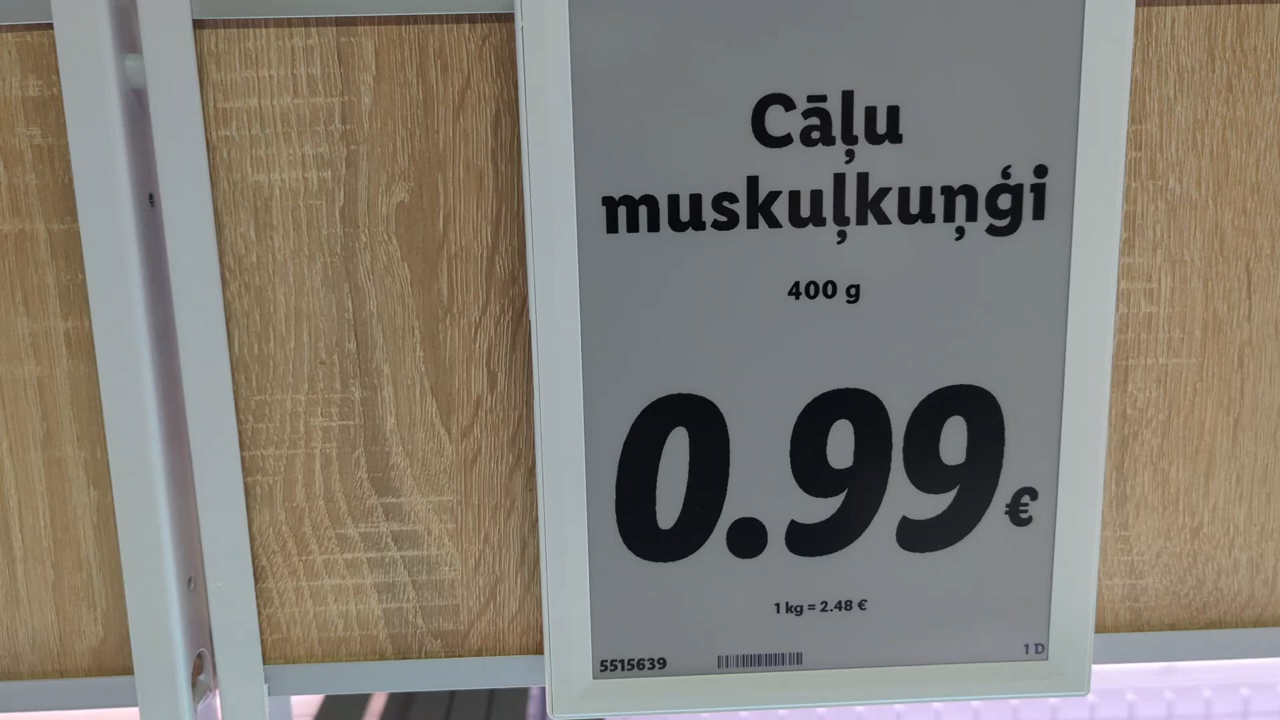 Cāļu
muskuļkuņģi
400 g
0.99 €
1 kg = 2.48 €
5515639
1 D